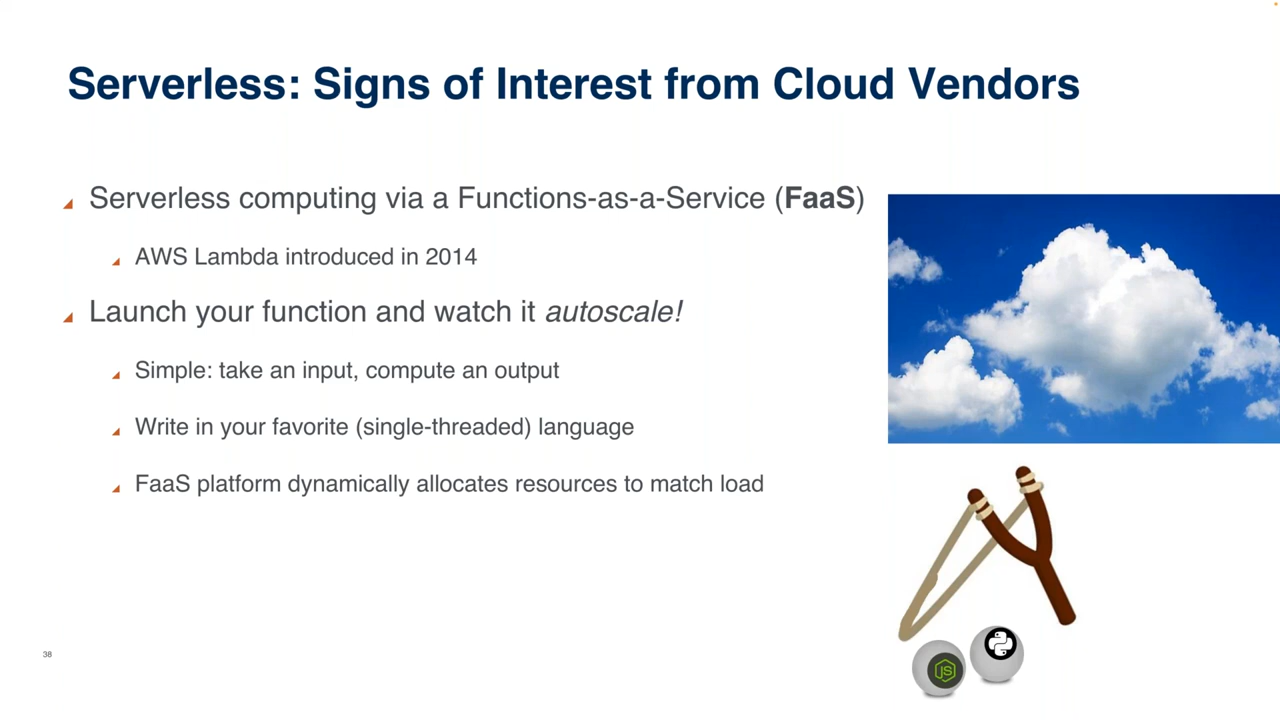 Serverless: Signs of Interest from Cloud Vendors
Serverless computing via a Functions-as-a-Service (FaaS)
AWS Lambda introduced in 2014
Launch your function and watch it autoscale!
Simple: take an input, compute an output
Write in your favorite (single-threaded) language
FaaS platform dynamically allocates resources to match load
JS
38